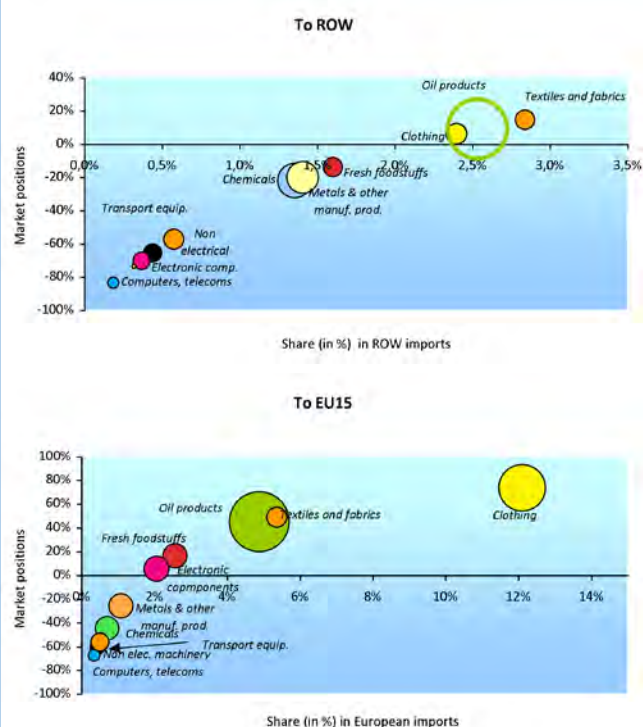 To ROW
40%
Oil products
Textiles and fabrics
20%
Clothing
0%
0,0% 0,5% 1,0% 1,5% 2,0% 2,5% 3,0% 3,5%
Chemicals
Fresh foodstuffs
-20%
Metals & other
manuf. prod.
-40%
Transport equip.
Non
electrical
-60%
Electronic comp.
-80%
Computers, telecoms
-100%
Market positions
Share (in %) in ROW imports
To EU15
100%
80%
60%
Oil products
Textiles and fabrics
Clothing
40%
Fresh foodstuffs
20%
Electronic
copmponents
0%
0% 2% 4% 6% 8% 10% 12% 14%
-20%
Metals & other
manuf. prod.
-40%
Chemicals
-60%
Transport equip.
Non elec. machinery
-80%
Computers, telecoms
-100%
Market positions
Share (in %) in European imports